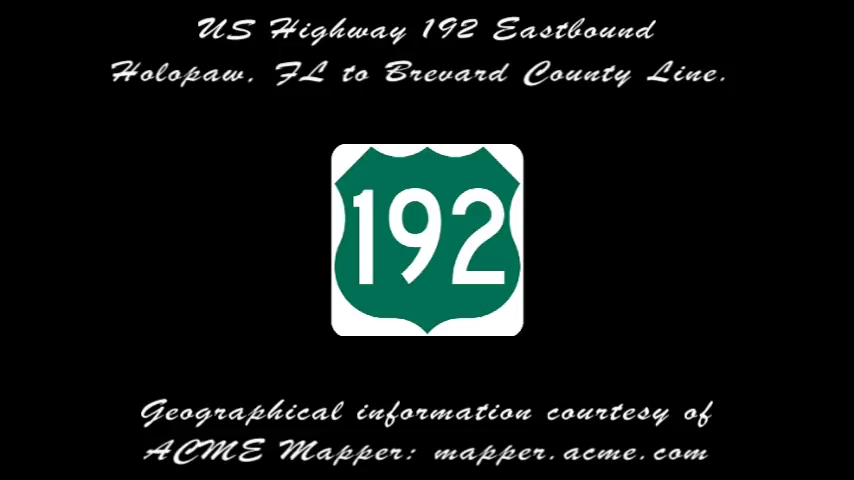 US Highway 192 Eastbound
Holopaw, FL to Brevard County Line.
192
Geographical information courtesy of
ACME Mapper: mapper.acme.com